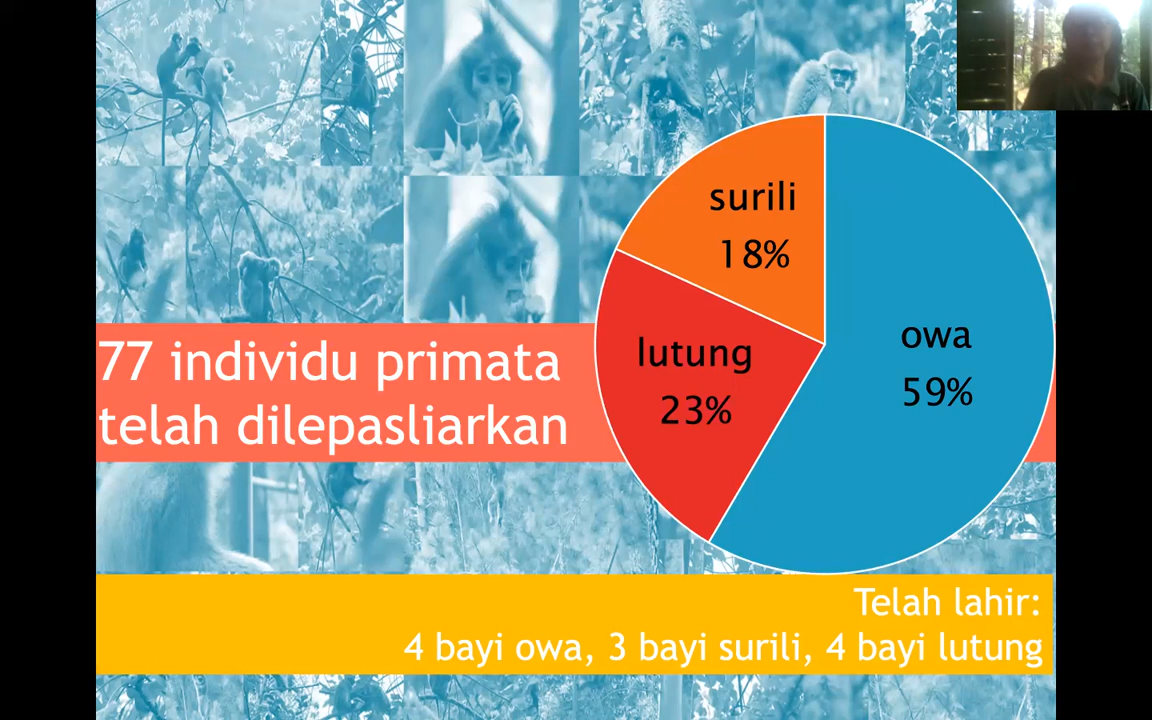 77 individu primata
telah dilepasliarkan
surili
18%
lutung
23%
owa
59%
Telah lahir:
4 bayi owa, 3 bayi surili, 4 bayi lutung